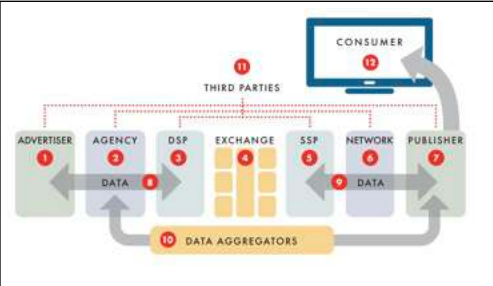 CONSUMER
12
11
THIRD PARTIES
ADVERTISER AGENCY DSP EXCHANGE SSP NETWORK PUBLISHER
1 2 3 4 5 6 7
DATA 8 9 DATA
10 DATA AGGREGATORS